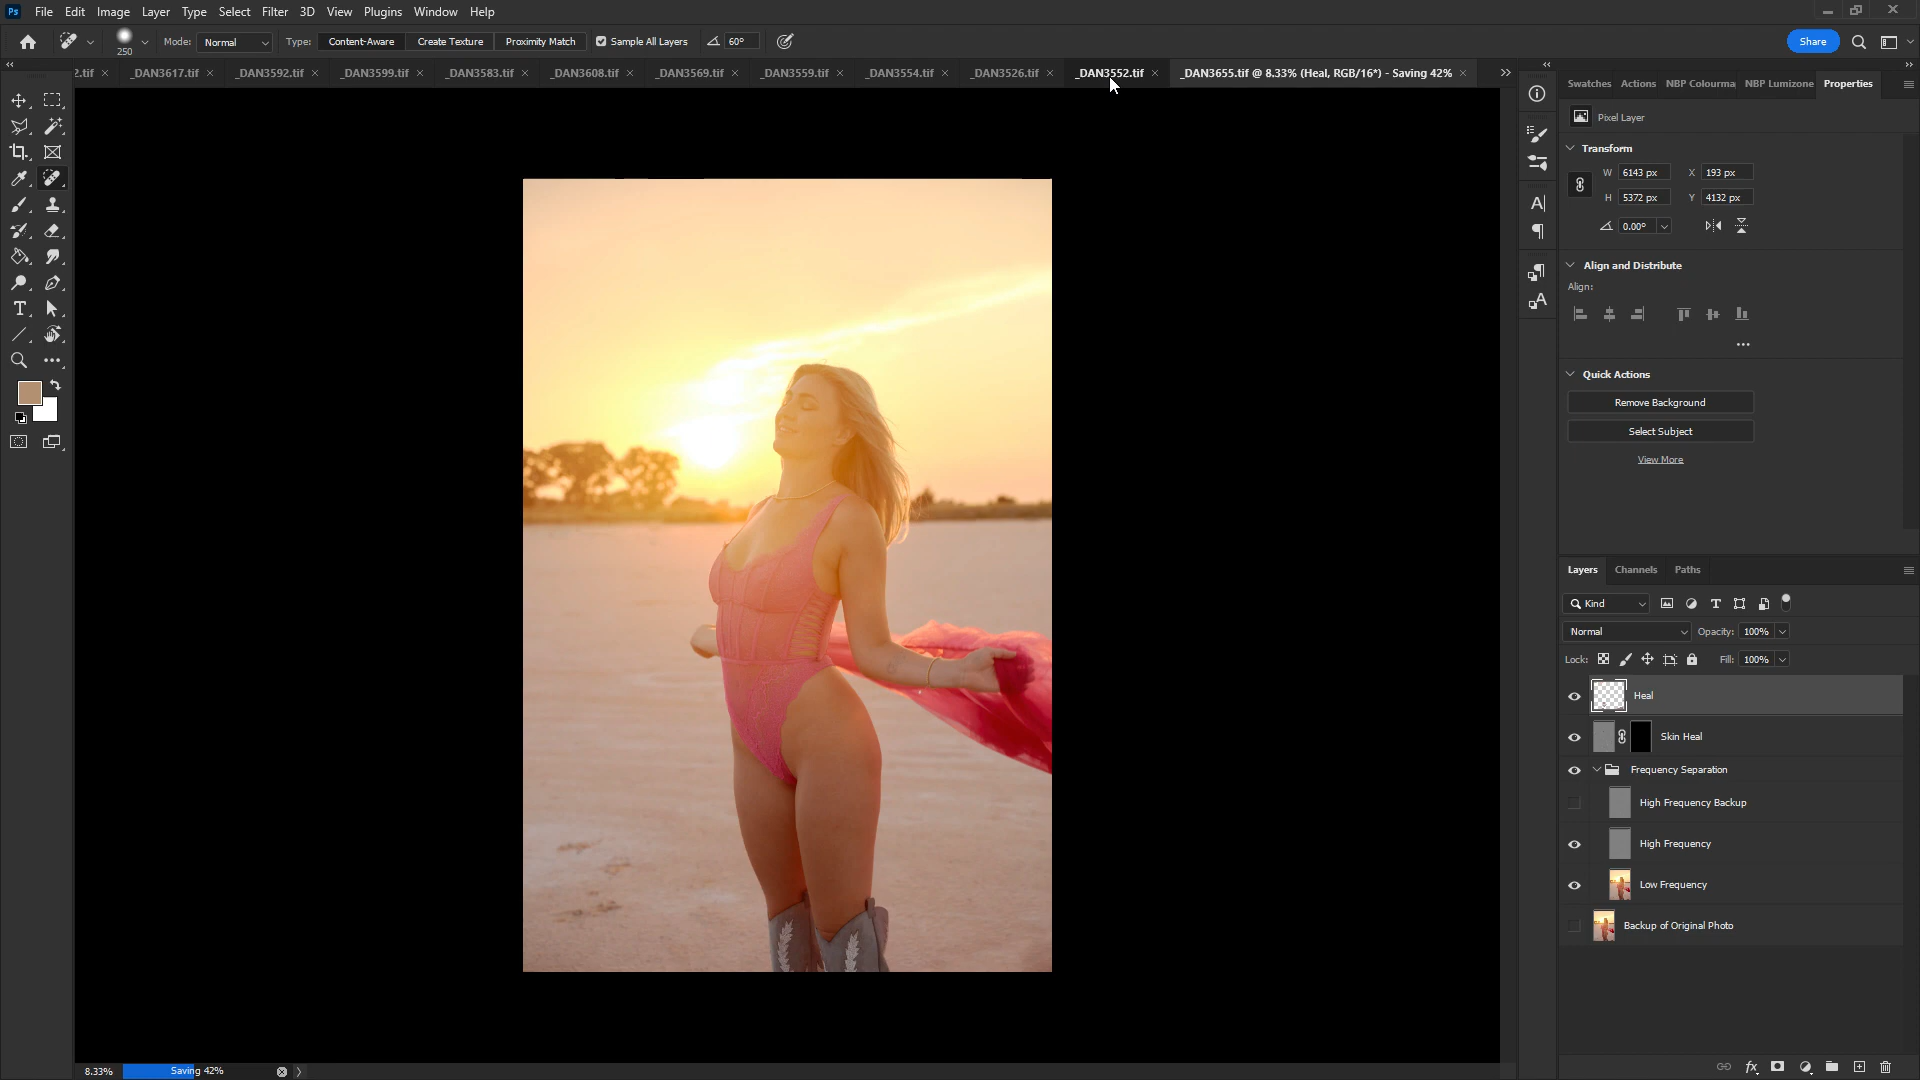 Ps File Edit Image Layer Type Select Filter 3D View Plugins Window Help
250 Mode: Normal Type: Content-Aware Create Texture Proximity Match Sample All Layers 60° Share
2.tif × _DAN3617.tif × _DAN3592.tif × _DAN3599.tif × _DAN3583.tif × _DAN3608.tif × _DAN3569.tif × _DAN3559.tif × _DAN3554.tif × _DAN3526.tif × _DAN3552.tif × _DAN3655.tif @ 8.33% (Heal, RGB/16*) - Saving 42% ×
Swatches Actions NBP Colourma NBP Lumizone Properties
Pixel Layer
Transform
W 6143 px X 193 px
H 5372 px Y 4132 px
0.00°
Align and Distribute
Align:
Quick Actions
Remove Background
Select Subject
View More
Layers Channels Paths
Kind
Normal Opacity: 100%
Lock: Fill: 100%
Heal
Skin Heal
Frequency Separation
High Frequency Backup
High Frequency
Low Frequency
Backup of Original Photo
8.33% Saving 42%